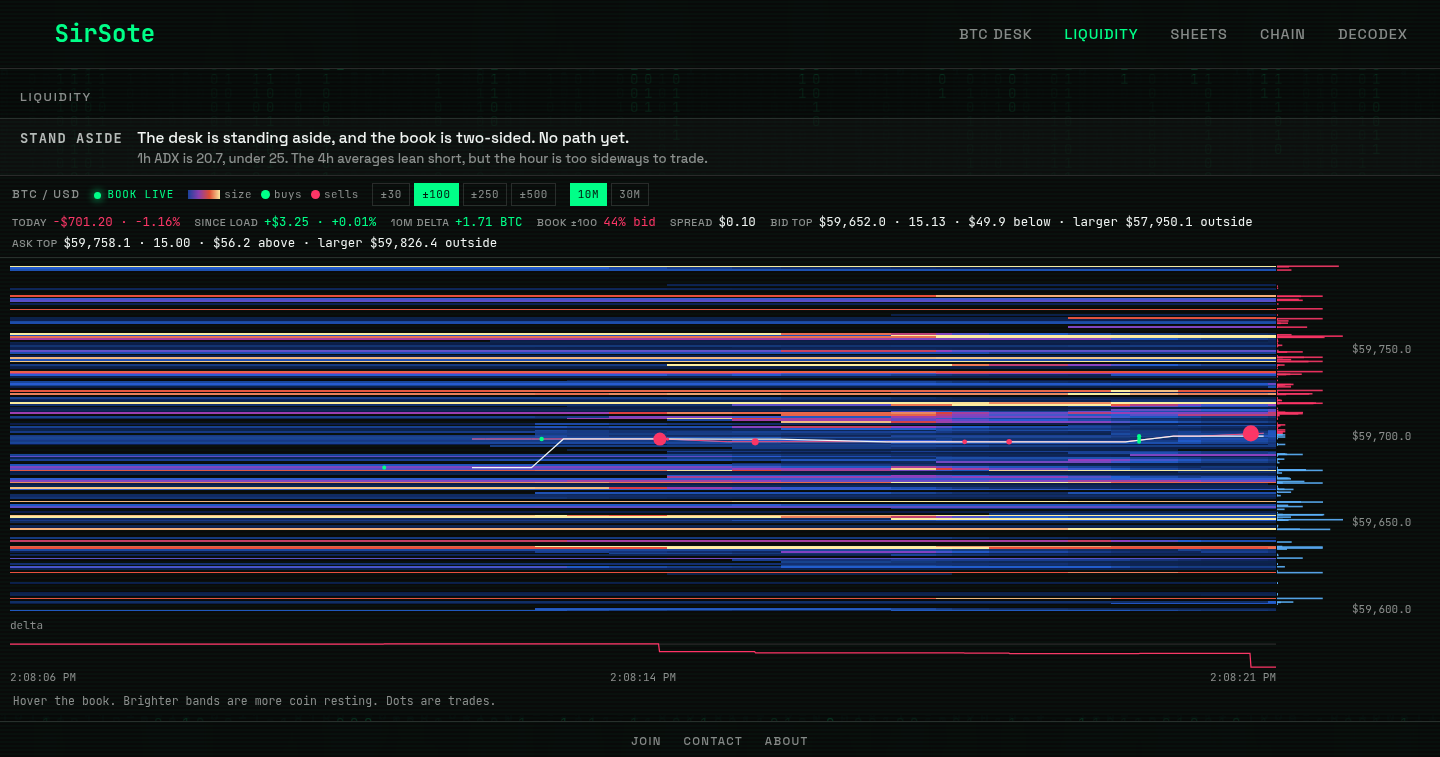 SirSote
BTC DESK LIQUIDITY SHEETS CHAIN DECODEX
LIQUIDITY
STAND ASIDE The desk is standing aside, and the book is two-sided. No path yet.
1h ADX is 20.7, under 25. The 4h averages lean short, but the hour is too sideways to trade.
BTC / USD BOOK LIVE size buys sells ±30 ±100 ±250 ±500 10M 30M
TODAY -$701.20 · -1.16% SINCE LOAD +$3.25 · +0.01% 10M DELTA +1.71 BTC BOOK ±100 44% bid SPREAD $0.10 BID TOP $59,652.0 · 15.13 · $49.9 below · larger $57,950.1 outside
ASK TOP $59,758.1 · 15.00 · $56.2 above · larger $59,826.4 outside
$59,750.0
$59,700.0
$59,650.0
$59,600.0
delta
2:08:06 PM 2:08:14 PM 2:08:21 PM
Hover the book. Brighter bands are more coin resting. Dots are trades.
JOIN CONTACT ABOUT